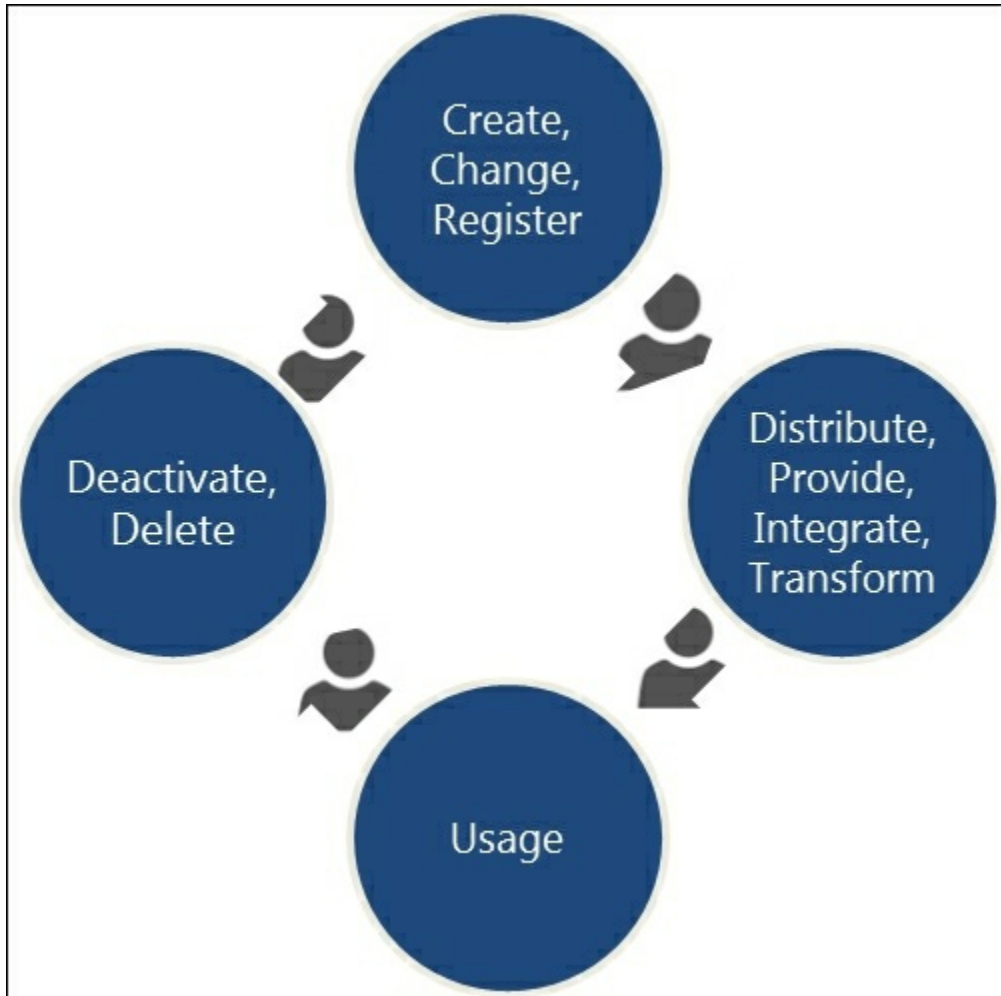 Create,
Change,
Register
Distribute,
Provide,
Integrate,
Transform
Usage
Deactivate,
Delete